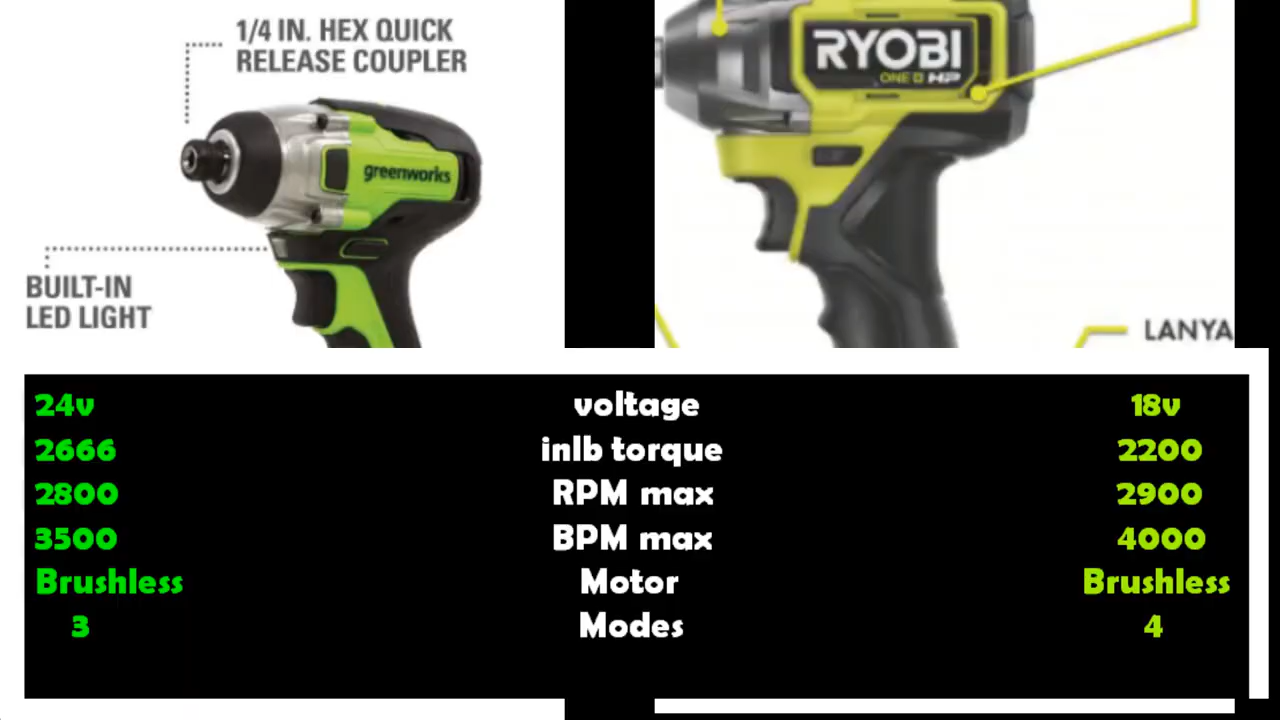 1/4 IN. HEX QUICK
RELEASE COUPLER
greenworks
BUILT-IN
LED LIGHT
RYOBI
ONE+ HP
LANYA
24v voltage 18v
2666 inlb torque 2200
2800 RPM max 2900
3500 BPM max 4000
Brushless Motor Brushless
3 Modes 4